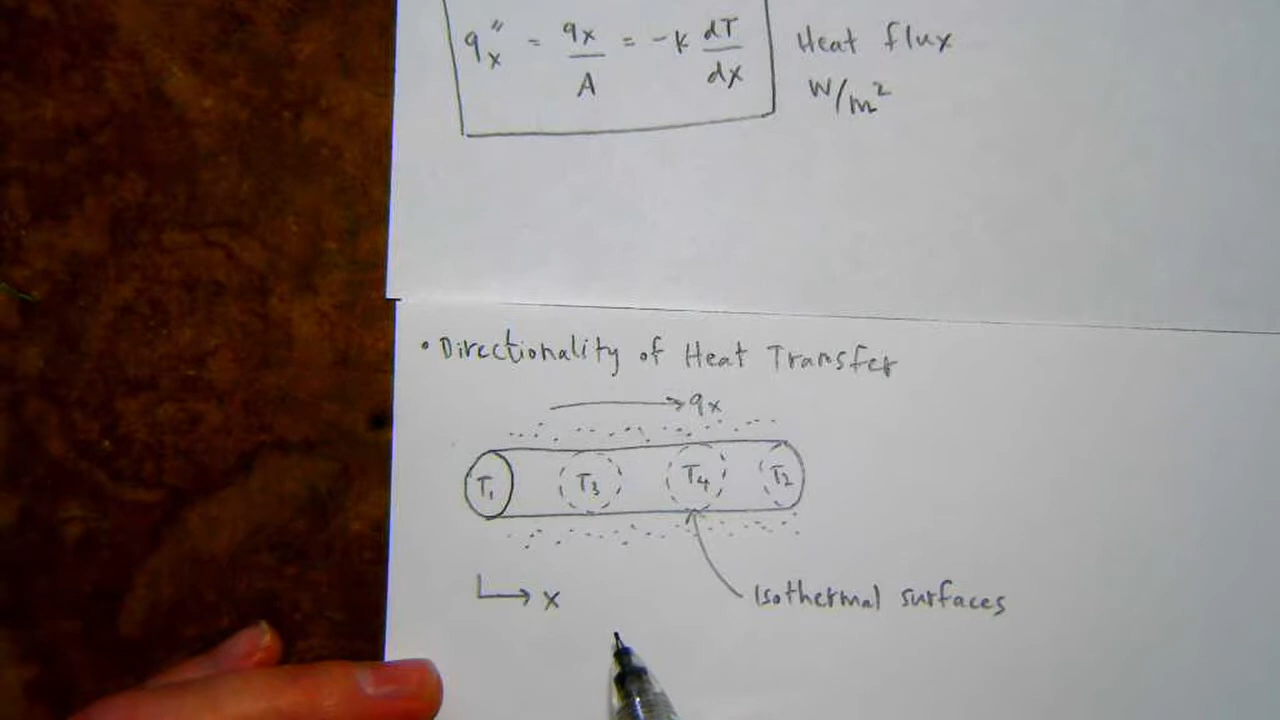 q″x = qx/A = -k dT/dx Heat flux
W/m²
• Directionality of Heat Transfer
→ qx
T₁ T₃ T₄ T₂
→ x Isothermal surfaces